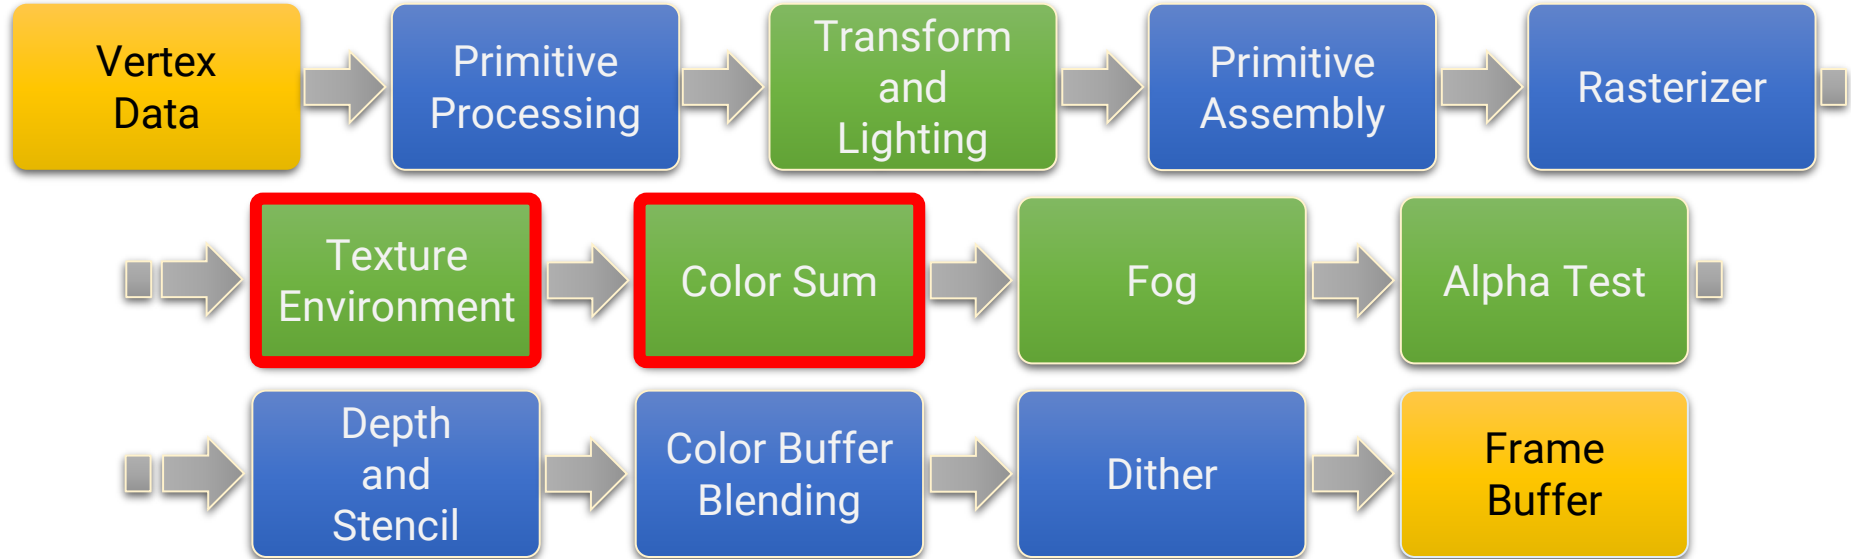 Vertex
Data
Primitive
Processing
Transform
and
Lighting
Primitive
Assembly
Rasterizer
Texture
Environment
Color Sum
Fog
Alpha Test
Depth
and
Stencil
Color Buffer
Blending
Dither
Frame
Buffer